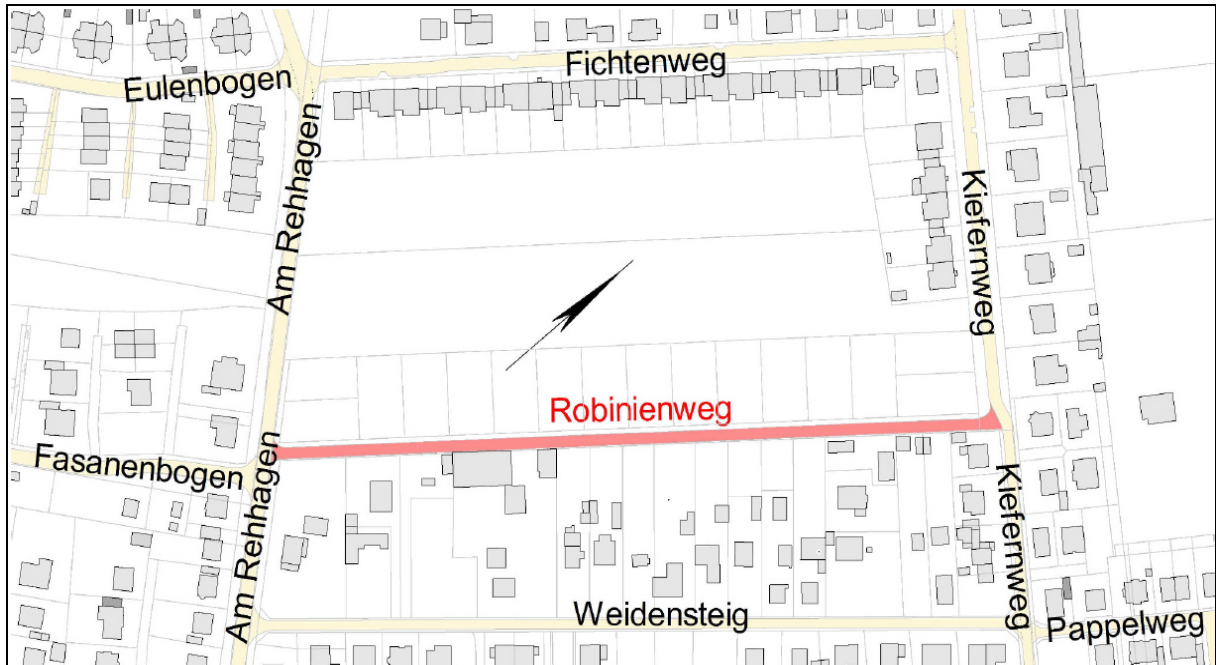 Fichtenweg
Eulenbogen
Am Rehhagen
Kiefernweg
Robinienweg
Fasanenbogen
Am Rehhagen
Kiefernweg
Weidensteig
Pappelweg